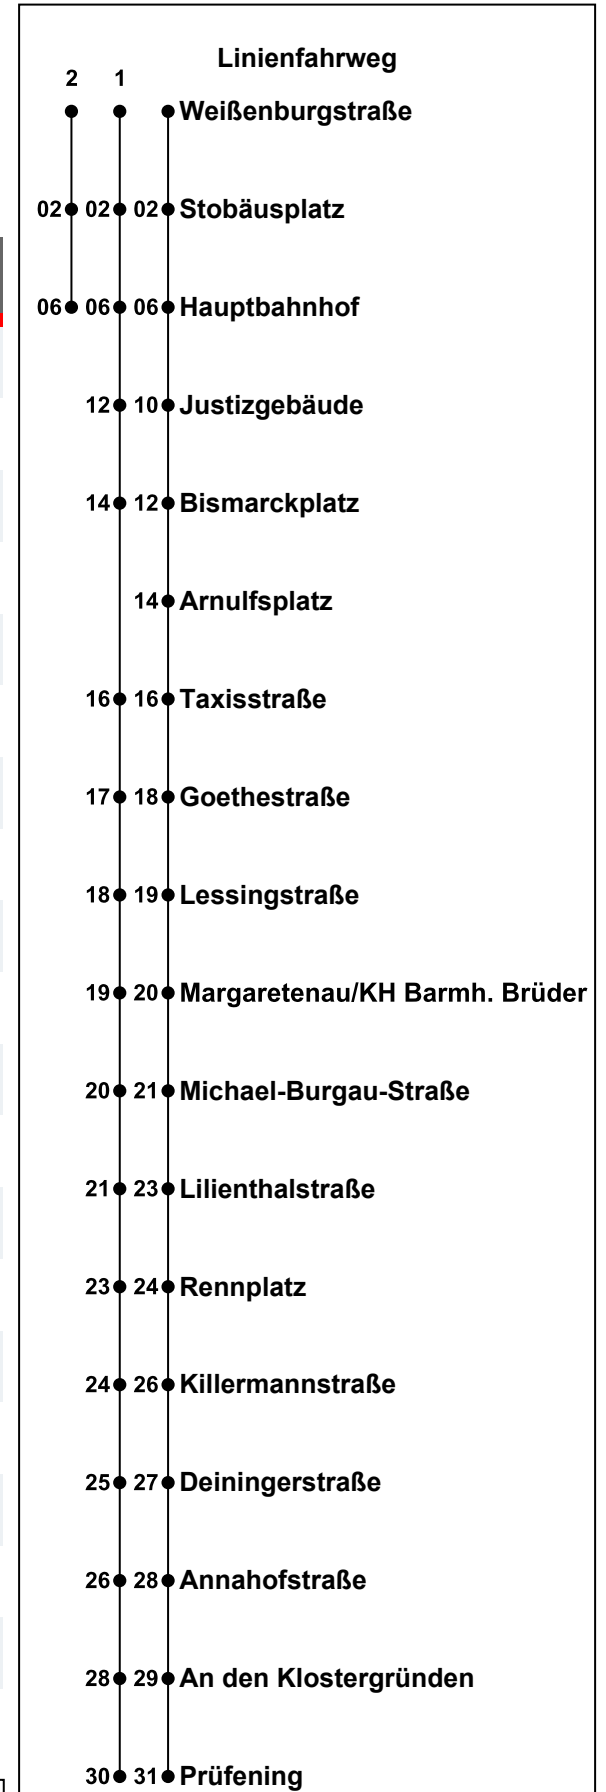 Linienfahrweg
2 1
Weißenburgstraße
02 02 02 Stobäusplatz
06 06 06 Hauptbahnhof
12 10 Justizgebäude
14 12 Bismarckplatz
14 Arnulfsplatz
16 16 Taxisstraße
17 18 Goethestraße
18 19 Lessingstraße
19 20 Margaretenau/KH Barmh. Brüder
20 21 Michael-Burgau-Straße
21 23 Lilienthalstraße
23 24 Rennplatz
24 26 Killermannstraße
25 27 Deiningerstraße
26 28 Annahofstraße
28 29 An den Klostergründen
30 31 Prüfening